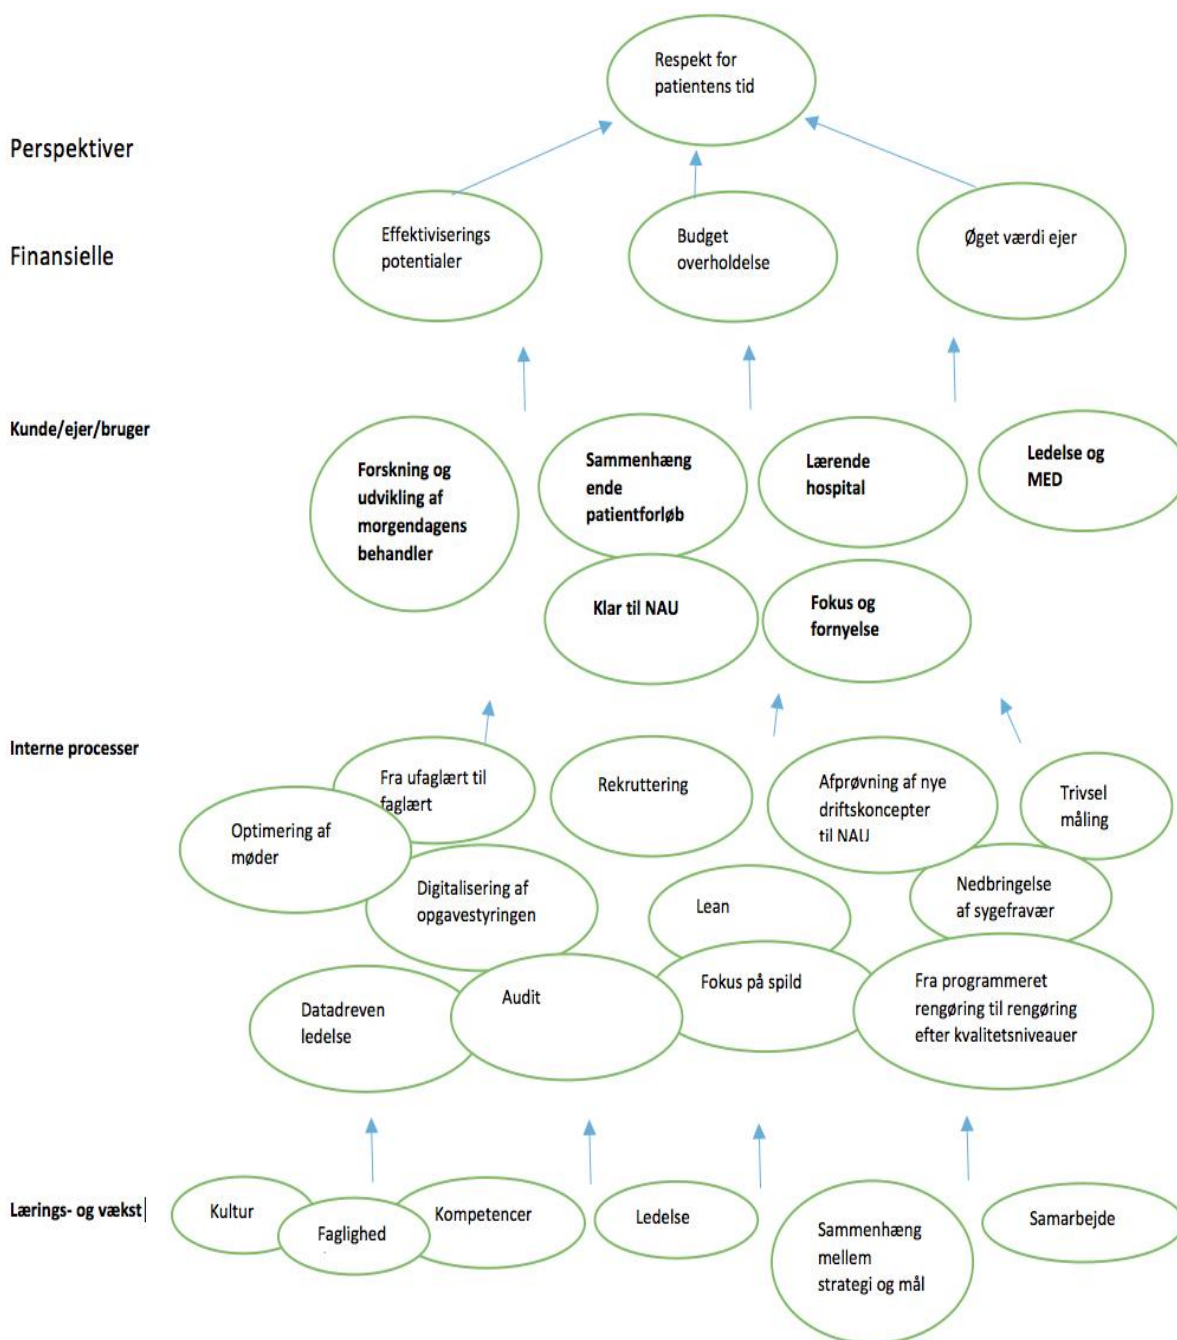 Respekt for
patientens tid
Perspektiver
Finansielle
Effektiviserings
potentialer
Budget
overholdelse
Øget værdi ejer
Kunde/ejer/bruger
Forskning og
udvikling af
morgendagens
behandler
Sammenhæng
ende
patientforløb
Lærende
hospital
Ledelse og
MED
Klar til NAU
Fokus og
fornyelse
Interne processer
Fra ufaglært til
faglært
Rekruttering
Afprøvning af nye
driftskoncepter
til NAU
Trivsel
måling
Optimering af
møder
Digitalisering af
opgavestyringen
Lean
Nedbringelse
af sygefravær
Datadreven
ledelse
Audit
Fokus på spild
Fra programmeret
rengøring til rengøring
efter kvalitetsniveauer
Lærings- og vækst
Kultur
Faglighed
Kompetencer
Ledelse
Sammenhæng
mellem
strategi og mål
Samarbejde